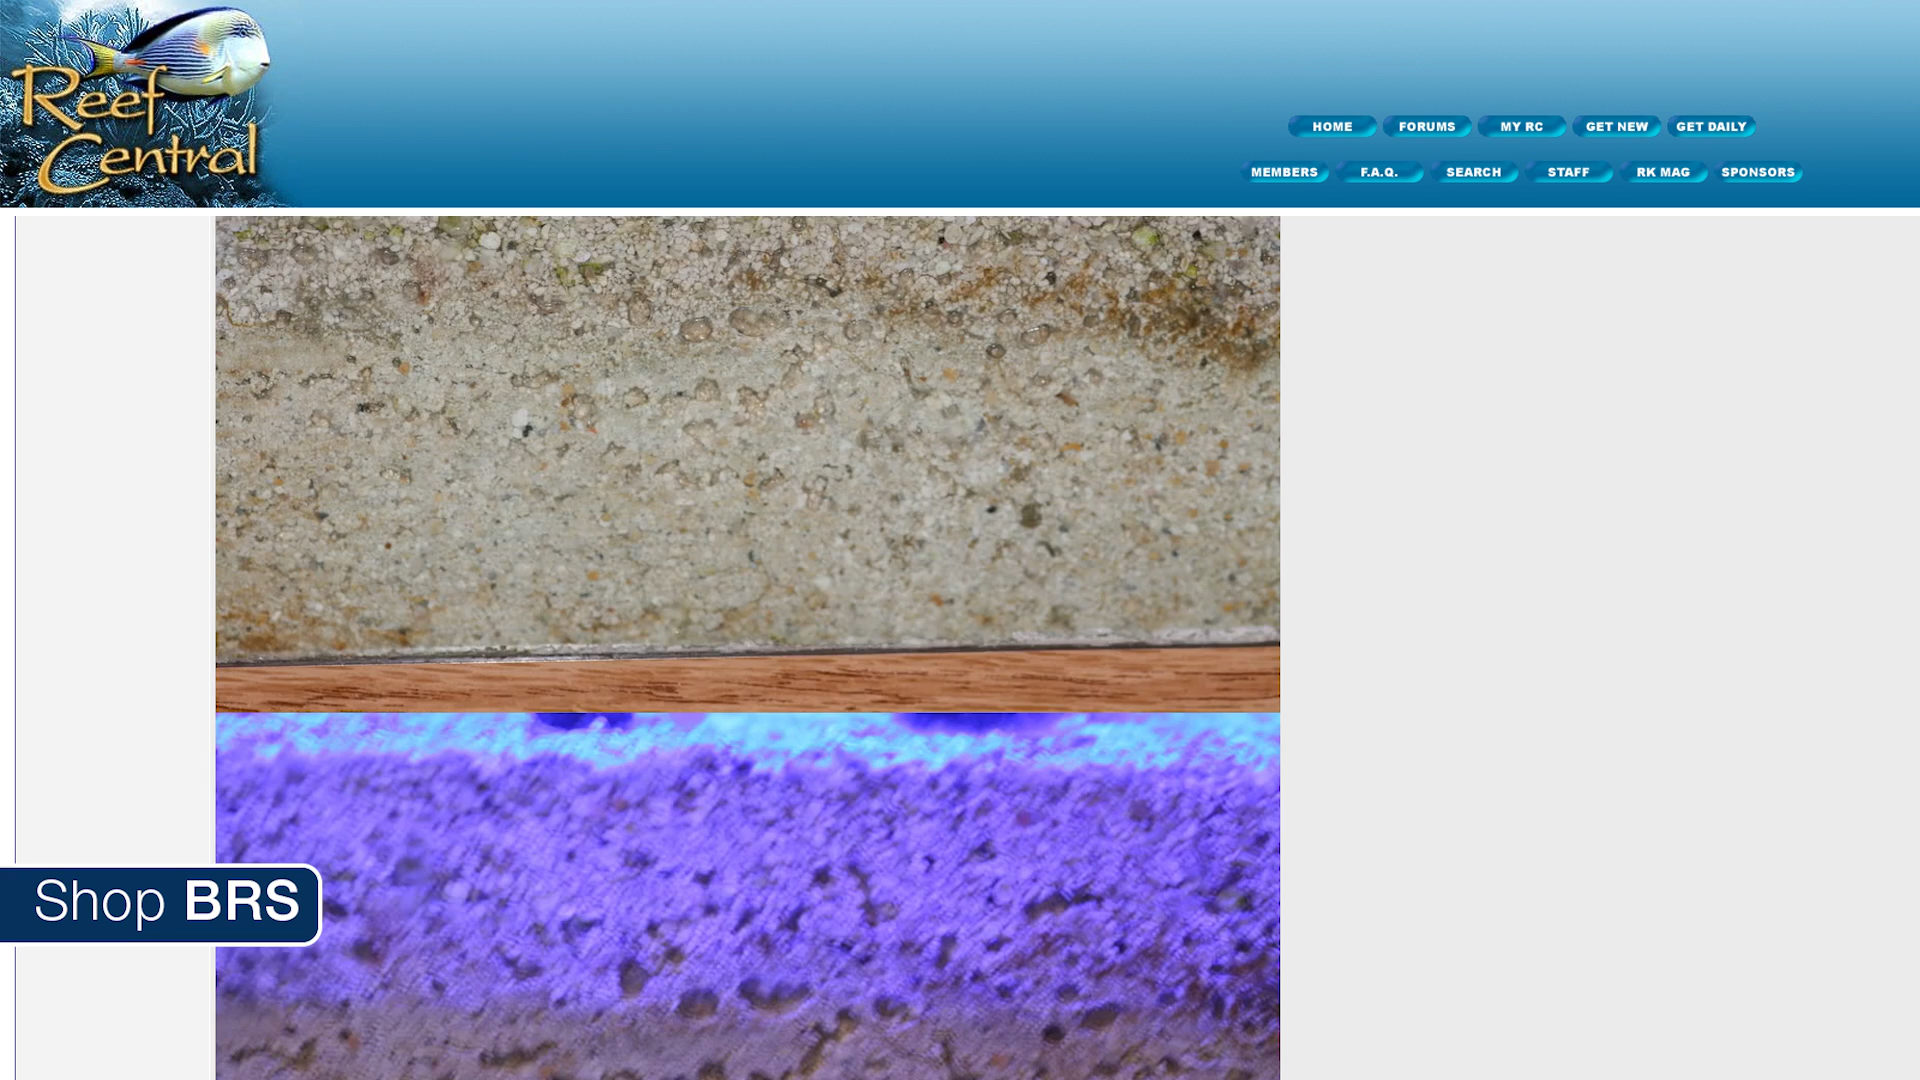 Reef
Central
HOME FORUMS MY RC GET NEW GET DAILY
MEMBERS F.A.Q. SEARCH STAFF RK MAG SPONSORS
Shop BRS